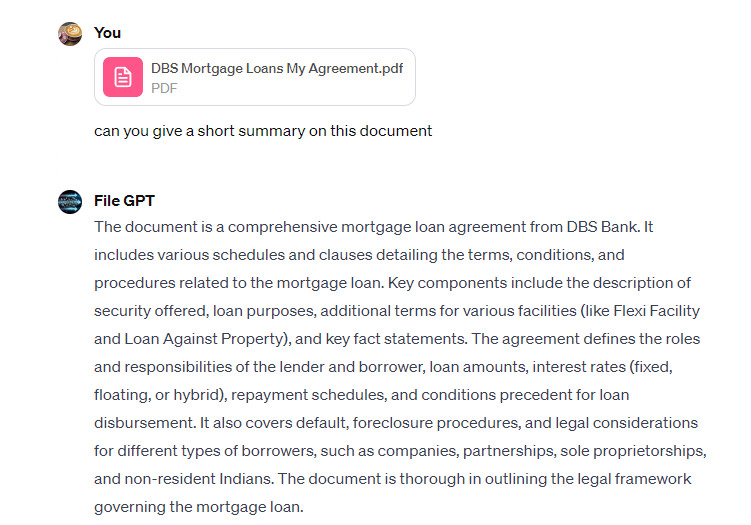 You
DBS Mortgage Loans My Agreement.pdf
PDF
can you give a short summary on this document
File GPT
The document is a comprehensive mortgage loan agreement from DBS Bank. It
includes various schedules and clauses detailing the terms, conditions, and
procedures related to the mortgage loan. Key components include the description of
security offered, loan purposes, additional terms for various facilities (like Flexi Facility
and Loan Against Property), and key fact statements. The agreement defines the roles
and responsibilities of the lender and borrower, loan amounts, interest rates (fixed,
floating, or hybrid), repayment schedules, and conditions precedent for loan
disbursement. It also covers default, foreclosure procedures, and legal considerations
for different types of borrowers, such as companies, partnerships, sole proprietorships,
and non-resident Indians. The document is thorough in outlining the legal framework
governing the mortgage loan.